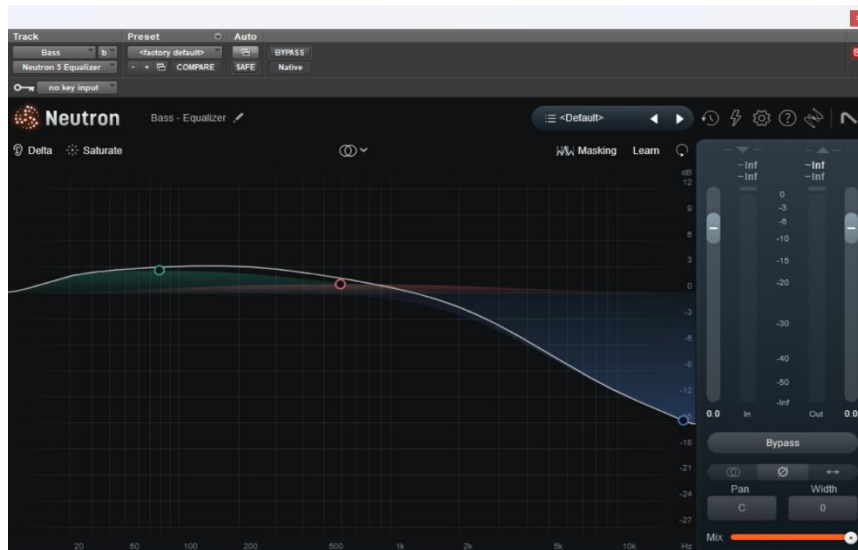 Track Preset Auto
Bass b <factory default> BYPASS
Neutron 5 Equalizer - + COMPARE SAFE Native
no key input
Neutron Bass - Equalizer <Default>
Delta Saturate Masking Learn
dB
12
9
6
3
0
-3
-6
-9
-12
-15
-18
-21
-24
-27
20 50 100 200 500 1k 2k 5k 10k Hz
-Inf -Inf
-Inf -Inf
0
-3
-6
-10
-15
-20
-30
-40
-50
-Inf
0.0 In Out 0.0
Bypass
Pan Width
C 0
Mix